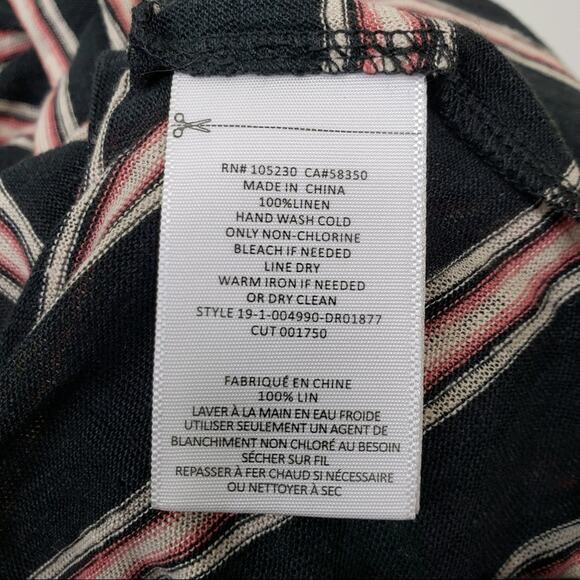 RN# 105230 CA#58350
MADE IN CHINA
100%LINEN
HAND WASH COLD
ONLY NON-CHLORINE
BLEACH IF NEEDED
LINE DRY
WARM IRON IF NEEDED
OR DRY CLEAN
STYLE 19-1-004990-DR01877
CUT 001750
FABRIQUÉ EN CHINE
100% LIN
LAVER À LA MAIN EN EAU FROIDE
UTILISER SEULEMENT UN AGENT DE
BLANCHIMENT NON CHLORÉ AU BESOIN
SÉCHER SUR FIL
REPASSER À FER CHAUD SI NÉCESSAIRE
OU NETTOYER À SEC